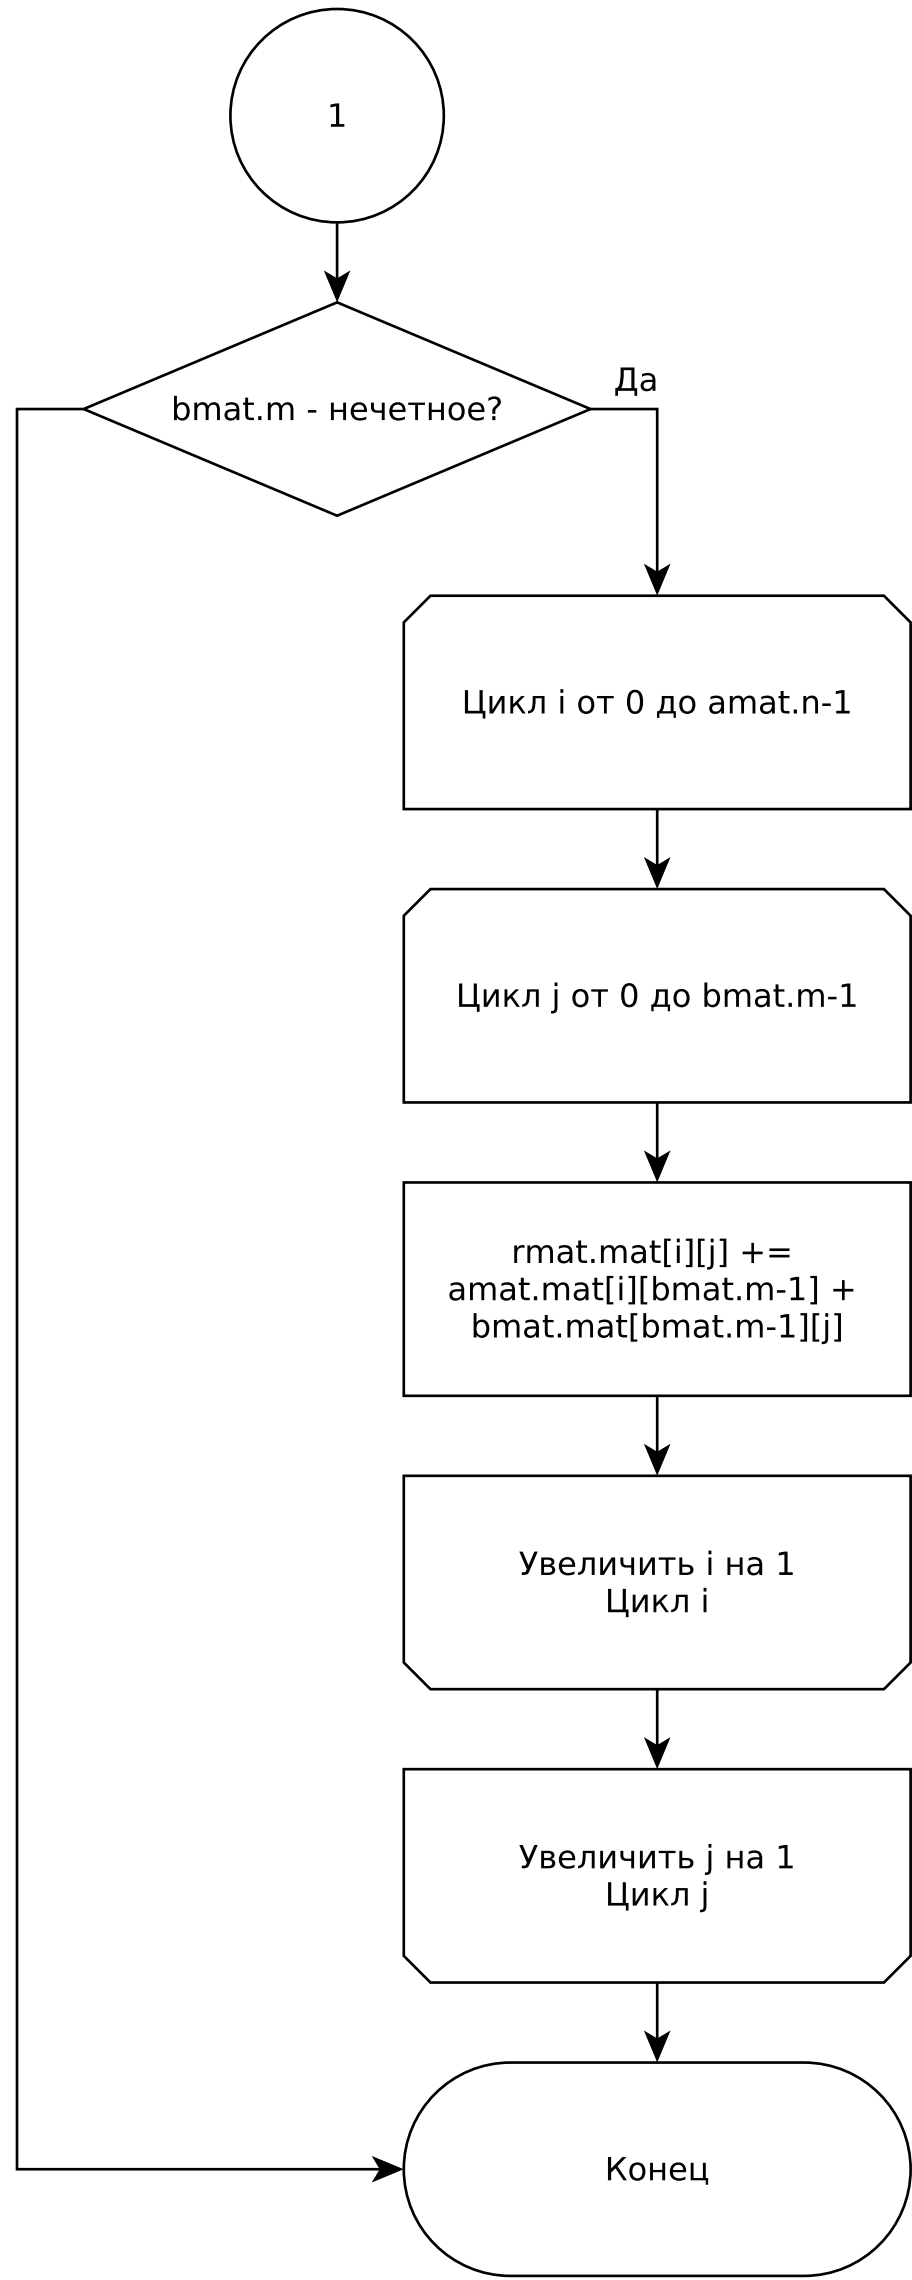 1
bmat.m - нечетное?
Да
Цикл i от 0 до amat.n-1
Цикл j от 0 до bmat.m-1
rmat.mat[i][j] +=
amat.mat[i][bmat.m-1] +
bmat.mat[bmat.m-1][j]
Увеличить i на 1
Цикл i
Увеличить j на 1
Цикл j
Конец